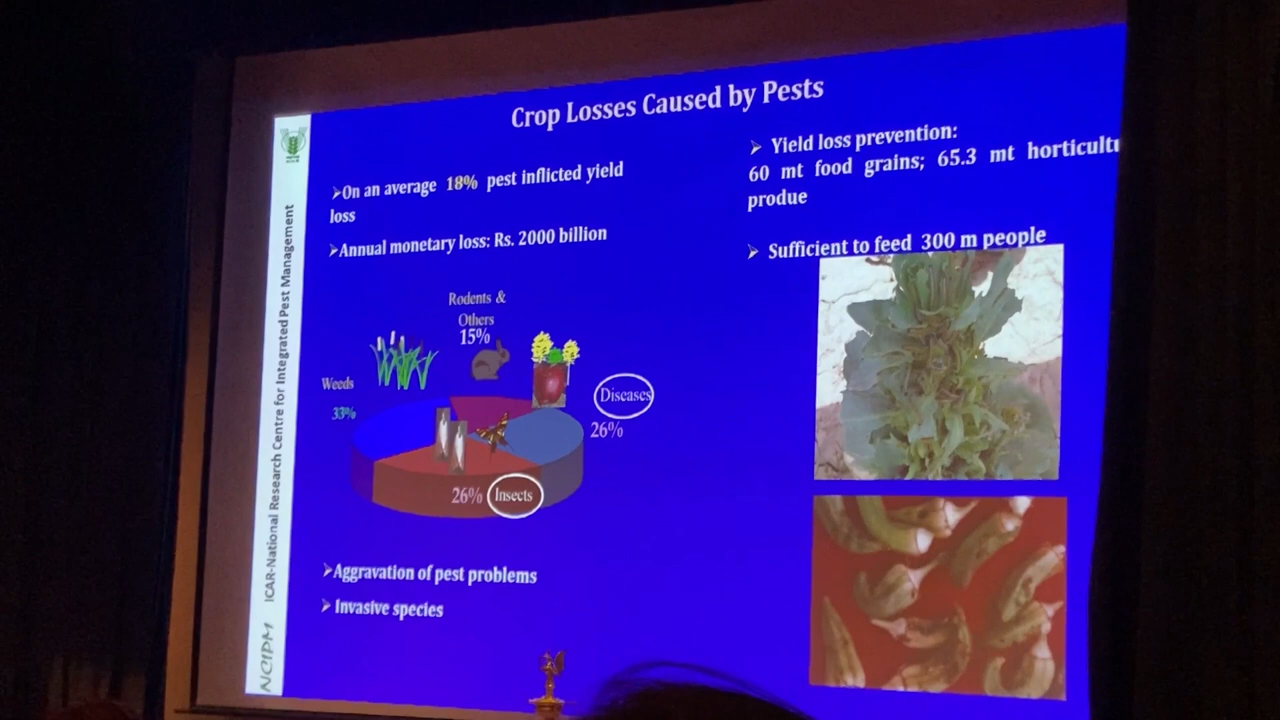 Crop Losses Caused by Pests
➢On an average 18% pest inflicted yield
loss
➢Annual monetary loss: Rs. 2000 billion
➢ Yield loss prevention:
60 mt food grains; 65.3 mt horticultu
produe
➢ Sufficient to feed 300 m people
Rodents &
Others
15%
Weeds
33%
Diseases
26%
26% Insects
➢Aggravation of pest problems
➢ Invasive species
NCIPM ICAR-National Research Centre for Integrated Pest Management